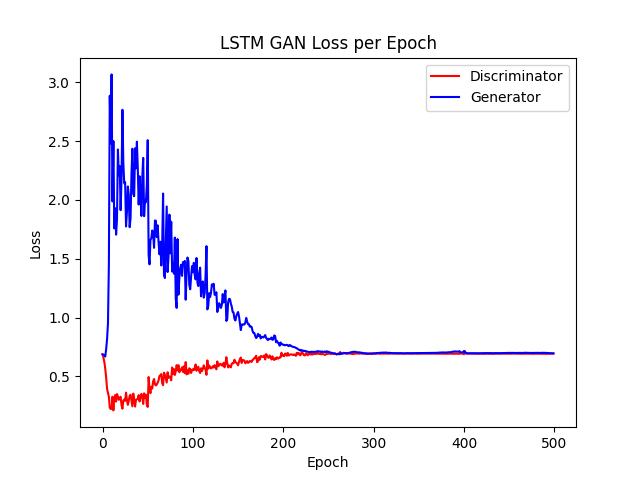 LSTM GAN Loss per Epoch
Discriminator
Generator
3.0
2.5
2.0
1.5
1.0
0.5
Loss
0 100 200 300 400 500
Epoch